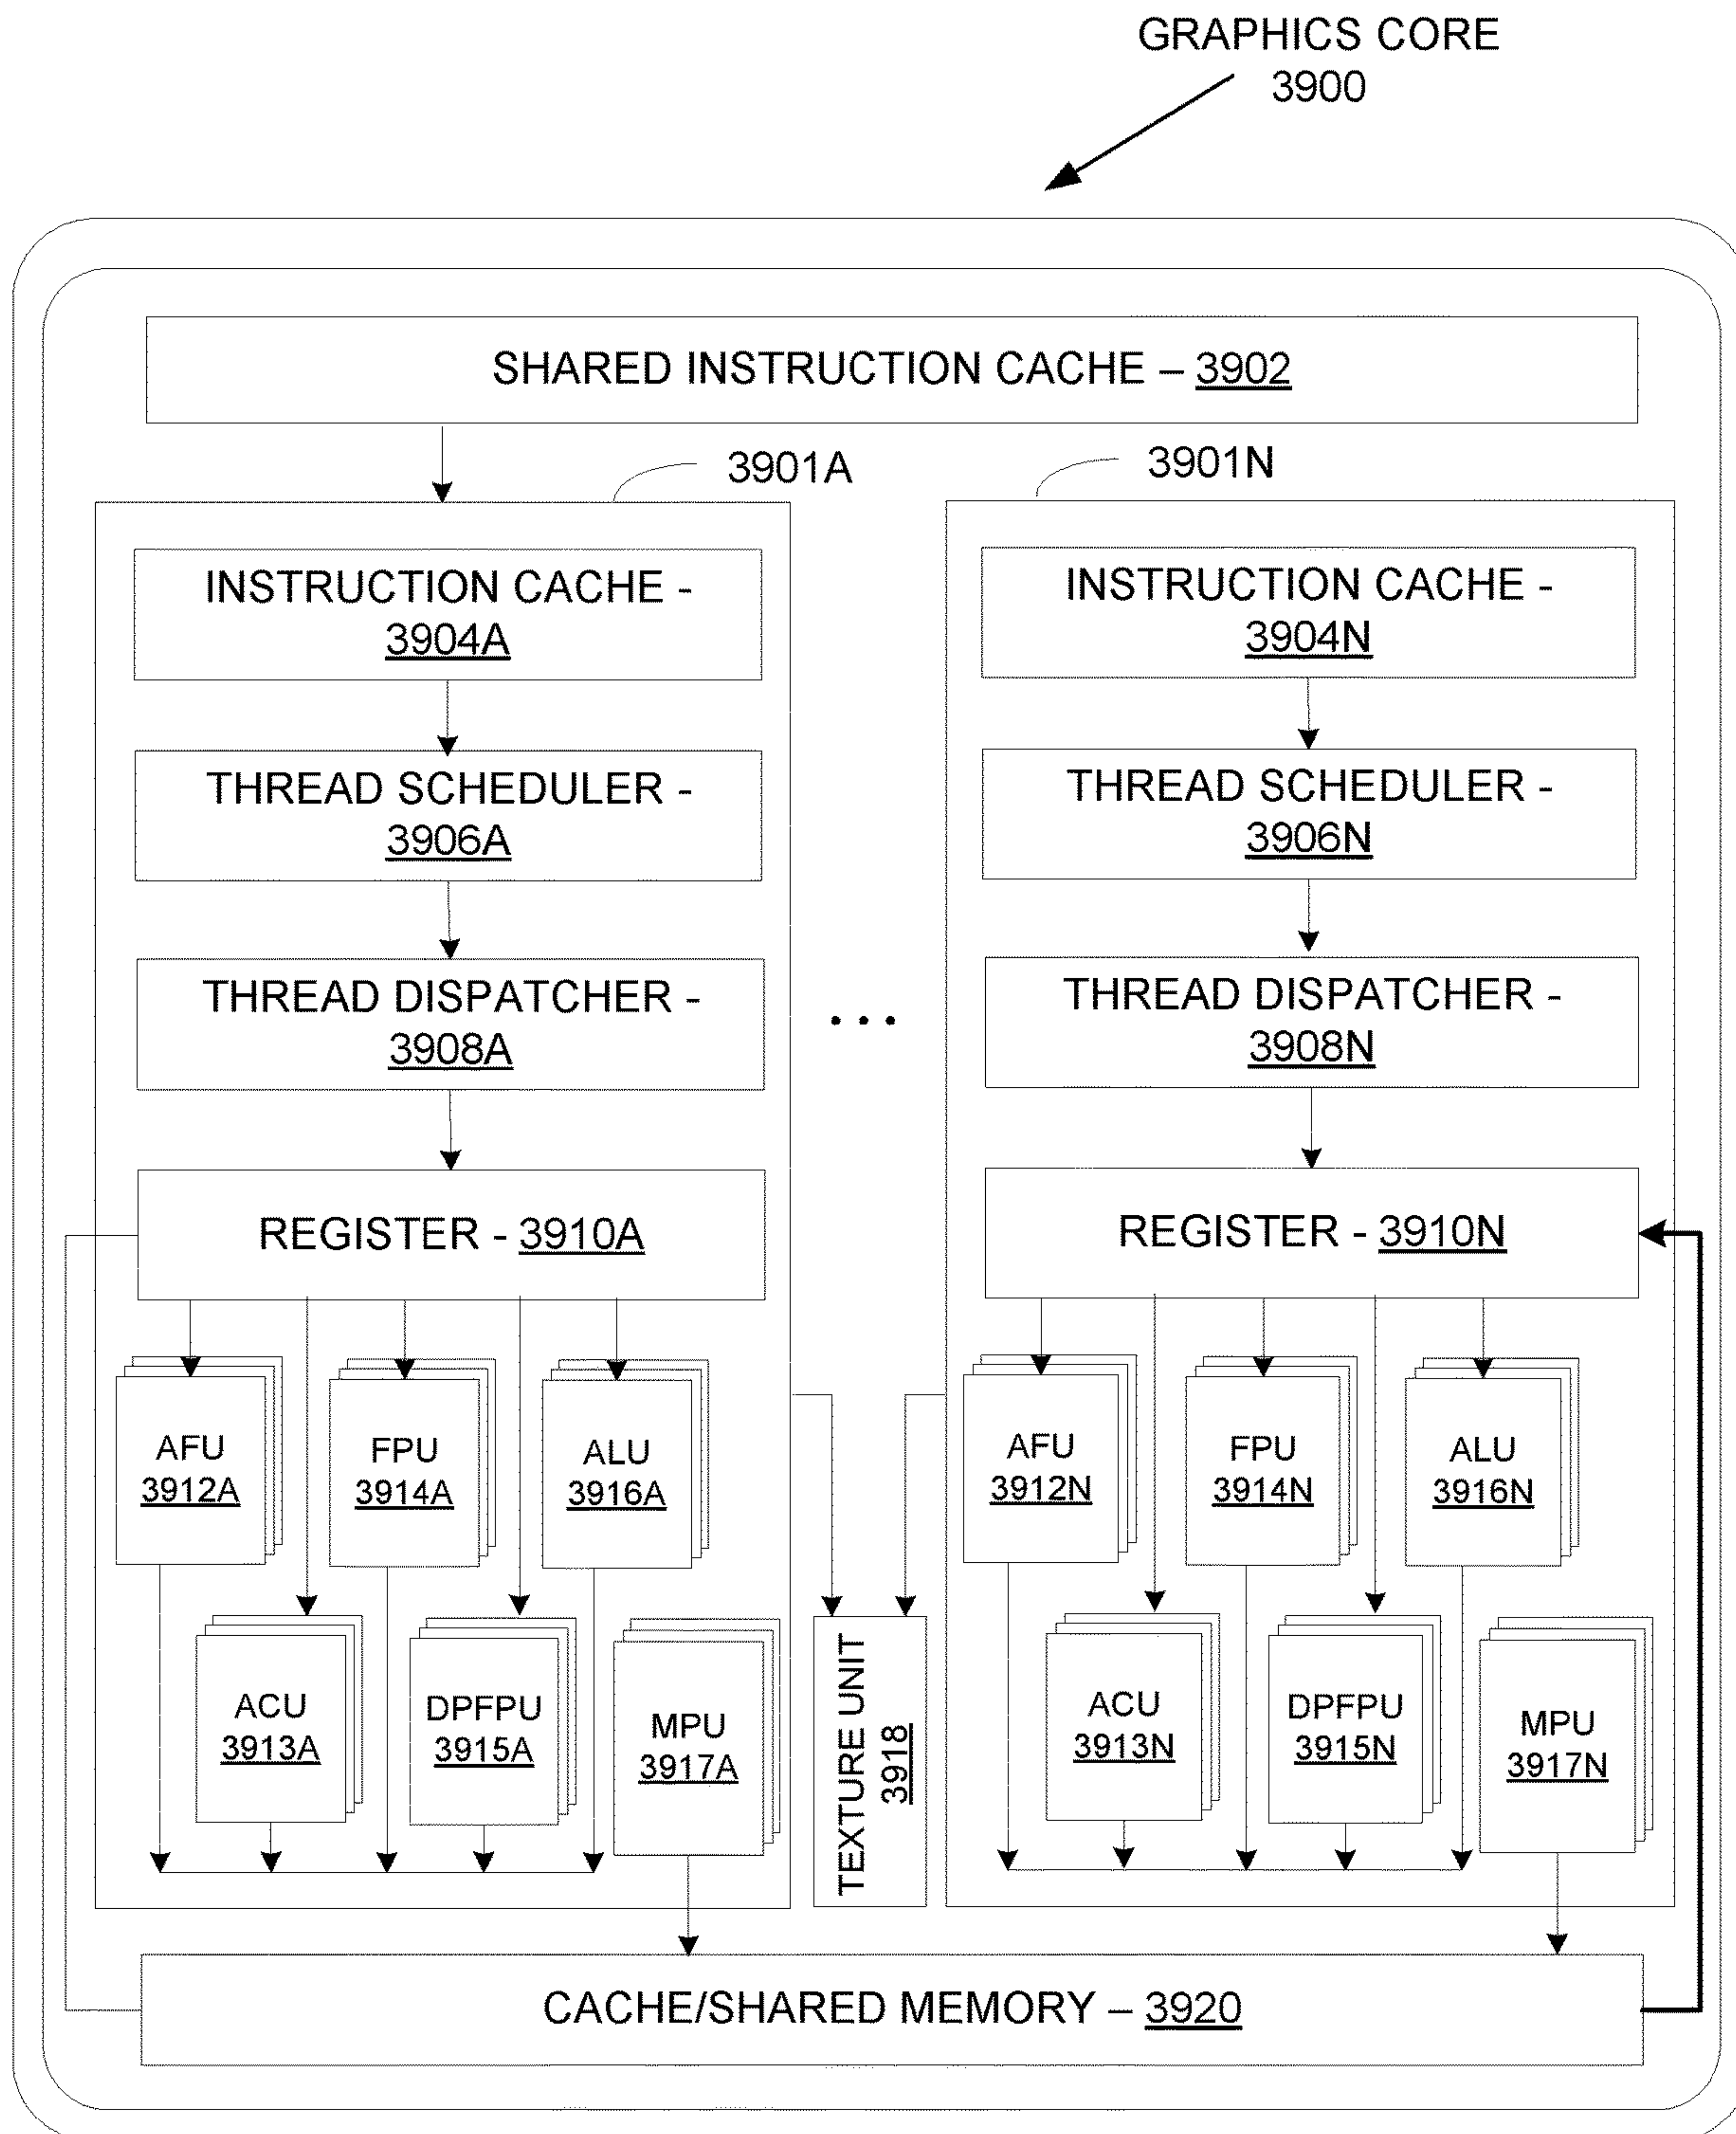 GRAPHICS CORE
3900
SHARED INSTRUCTION CACHE – 3902
3901A
3901N
INSTRUCTION CACHE -
3904A
INSTRUCTION CACHE -
3904N
THREAD SCHEDULER -
3906A
THREAD SCHEDULER -
3906N
THREAD DISPATCHER -
3908A
...
THREAD DISPATCHER -
3908N
REGISTER - 3910A
REGISTER - 3910N
AFU
3912A
FPU
3914A
ALU
3916A
AFU
3912N
FPU
3914N
ALU
3916N
ACU
3913A
DPFPU
3915A
MPU
3917A
TEXTURE UNIT
3918
ACU
3913N
DPFPU
3915N
MPU
3917N
CACHE/SHARED MEMORY – 3920